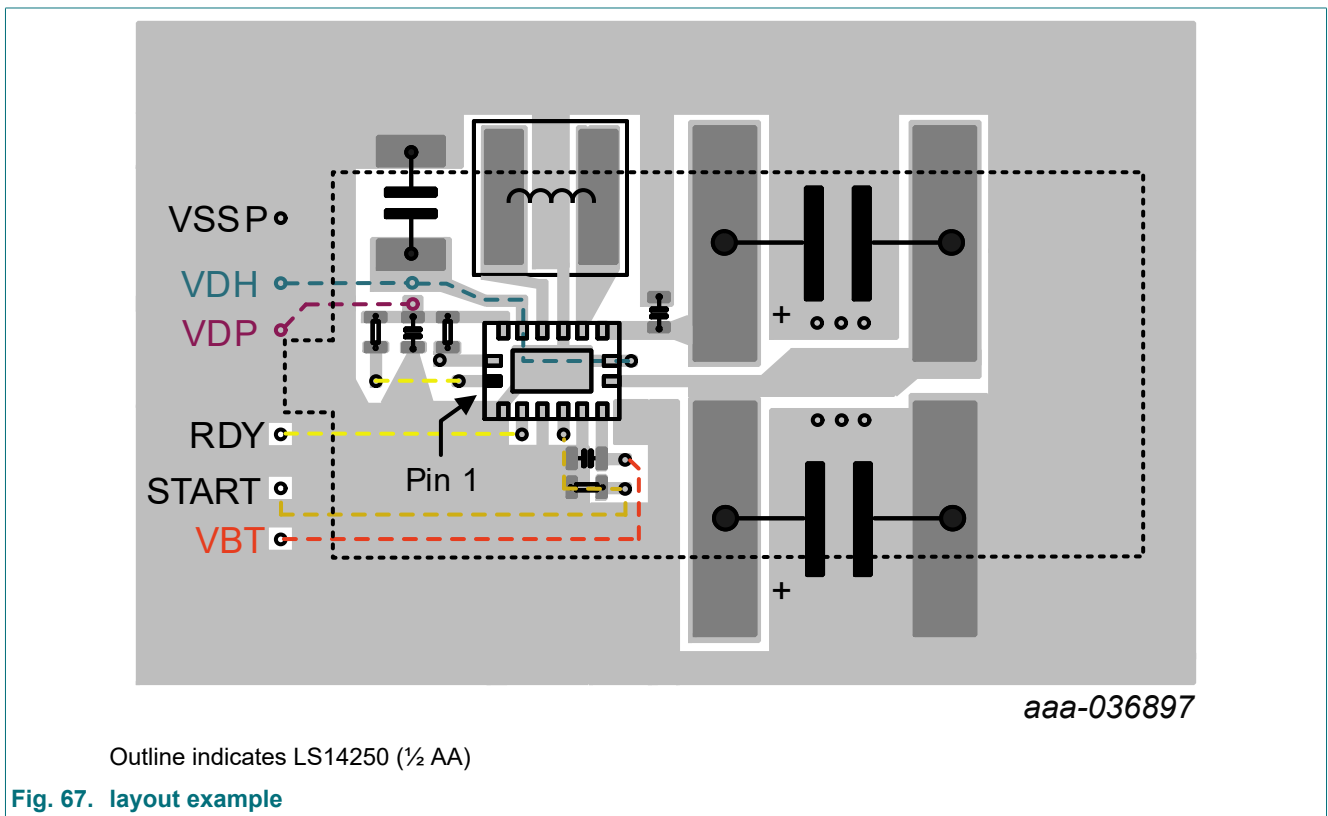 VSSP
VDH
VDP
+
RDY
START
VBT
Pin 1
+
aaa-036897
Outline indicates LS14250 (½ AA)
Fig. 67. layout example